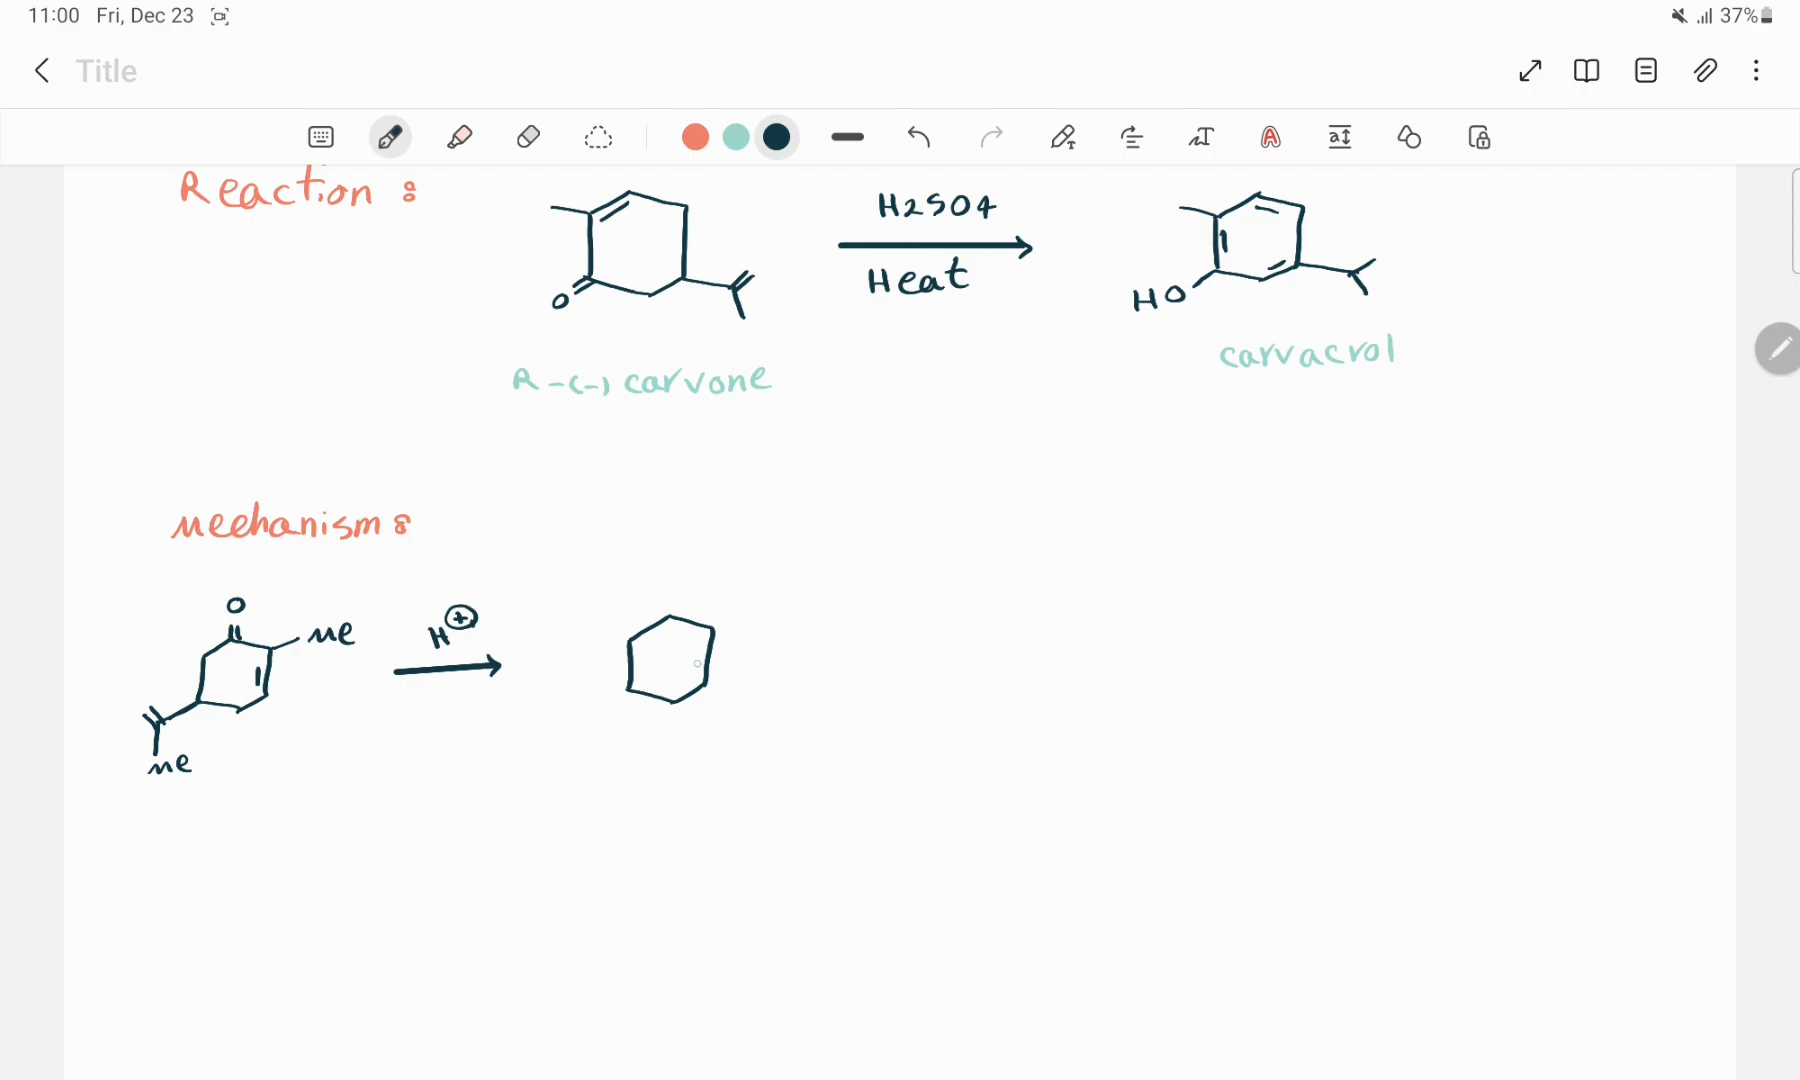 11:00 Fri, Dec 23 37%
Title
Reaction :
H2SO4
Heat
O
HO
R-(-) carvone
carvacrol
Mechanism :
O
Me
H +
Me